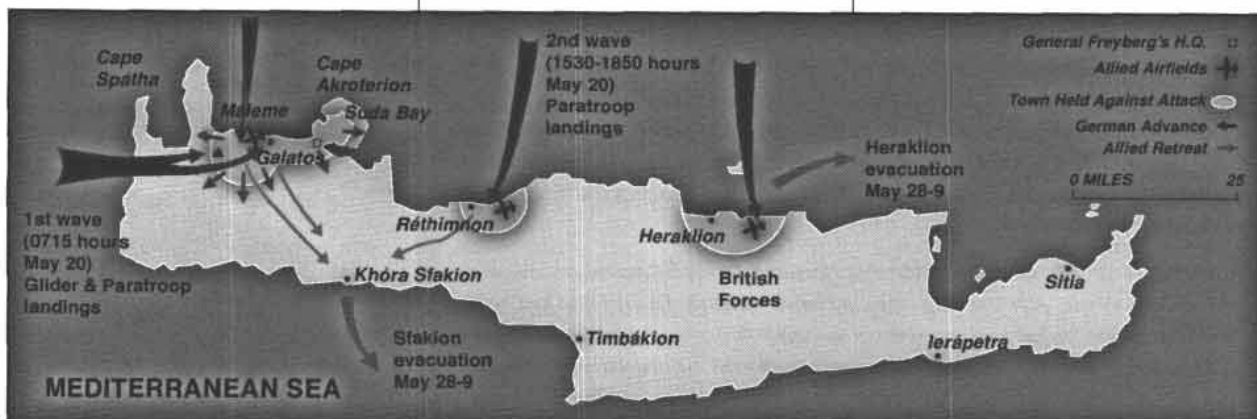 Cape
Spatha
Cape
Akroterion
Maleme
Suda Bay
Galatos
2nd wave
(1530-1850 hours
May 20)
Paratroop
landings
General Freyberg's H.Q.
Allied Airfields
Town Held Against Attack
German Advance
Allied Retreat
0 MILES 25
Heraklion
evacuation
May 28-9
1st wave
(0715 hours
May 20)
Glider & Paratroop
landings
Réthimnon
Heraklion
Khóra Sfakion
British
Forces
Sitia
Timbákion
Ierápetra
Sfakion
evacuation
May 28-9
MEDITERRANEAN SEA